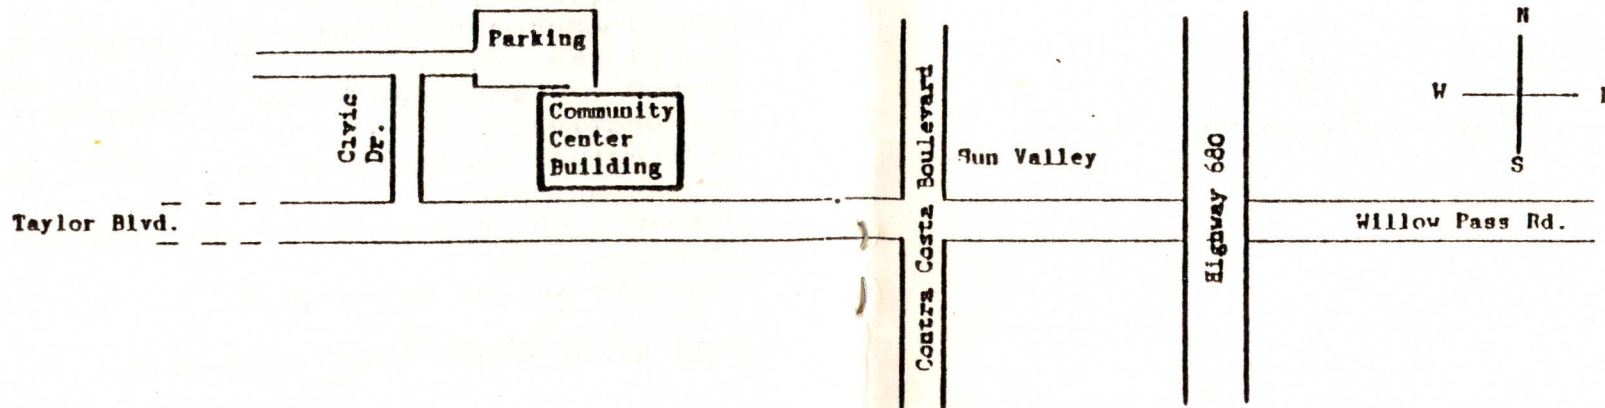 Parking
Civic
Dr.
Community
Center
Building
Taylor Blvd.
Contra Costa Boulevard
Sun Valley
Highway 680
Willow Pass Rd.
N
W
S